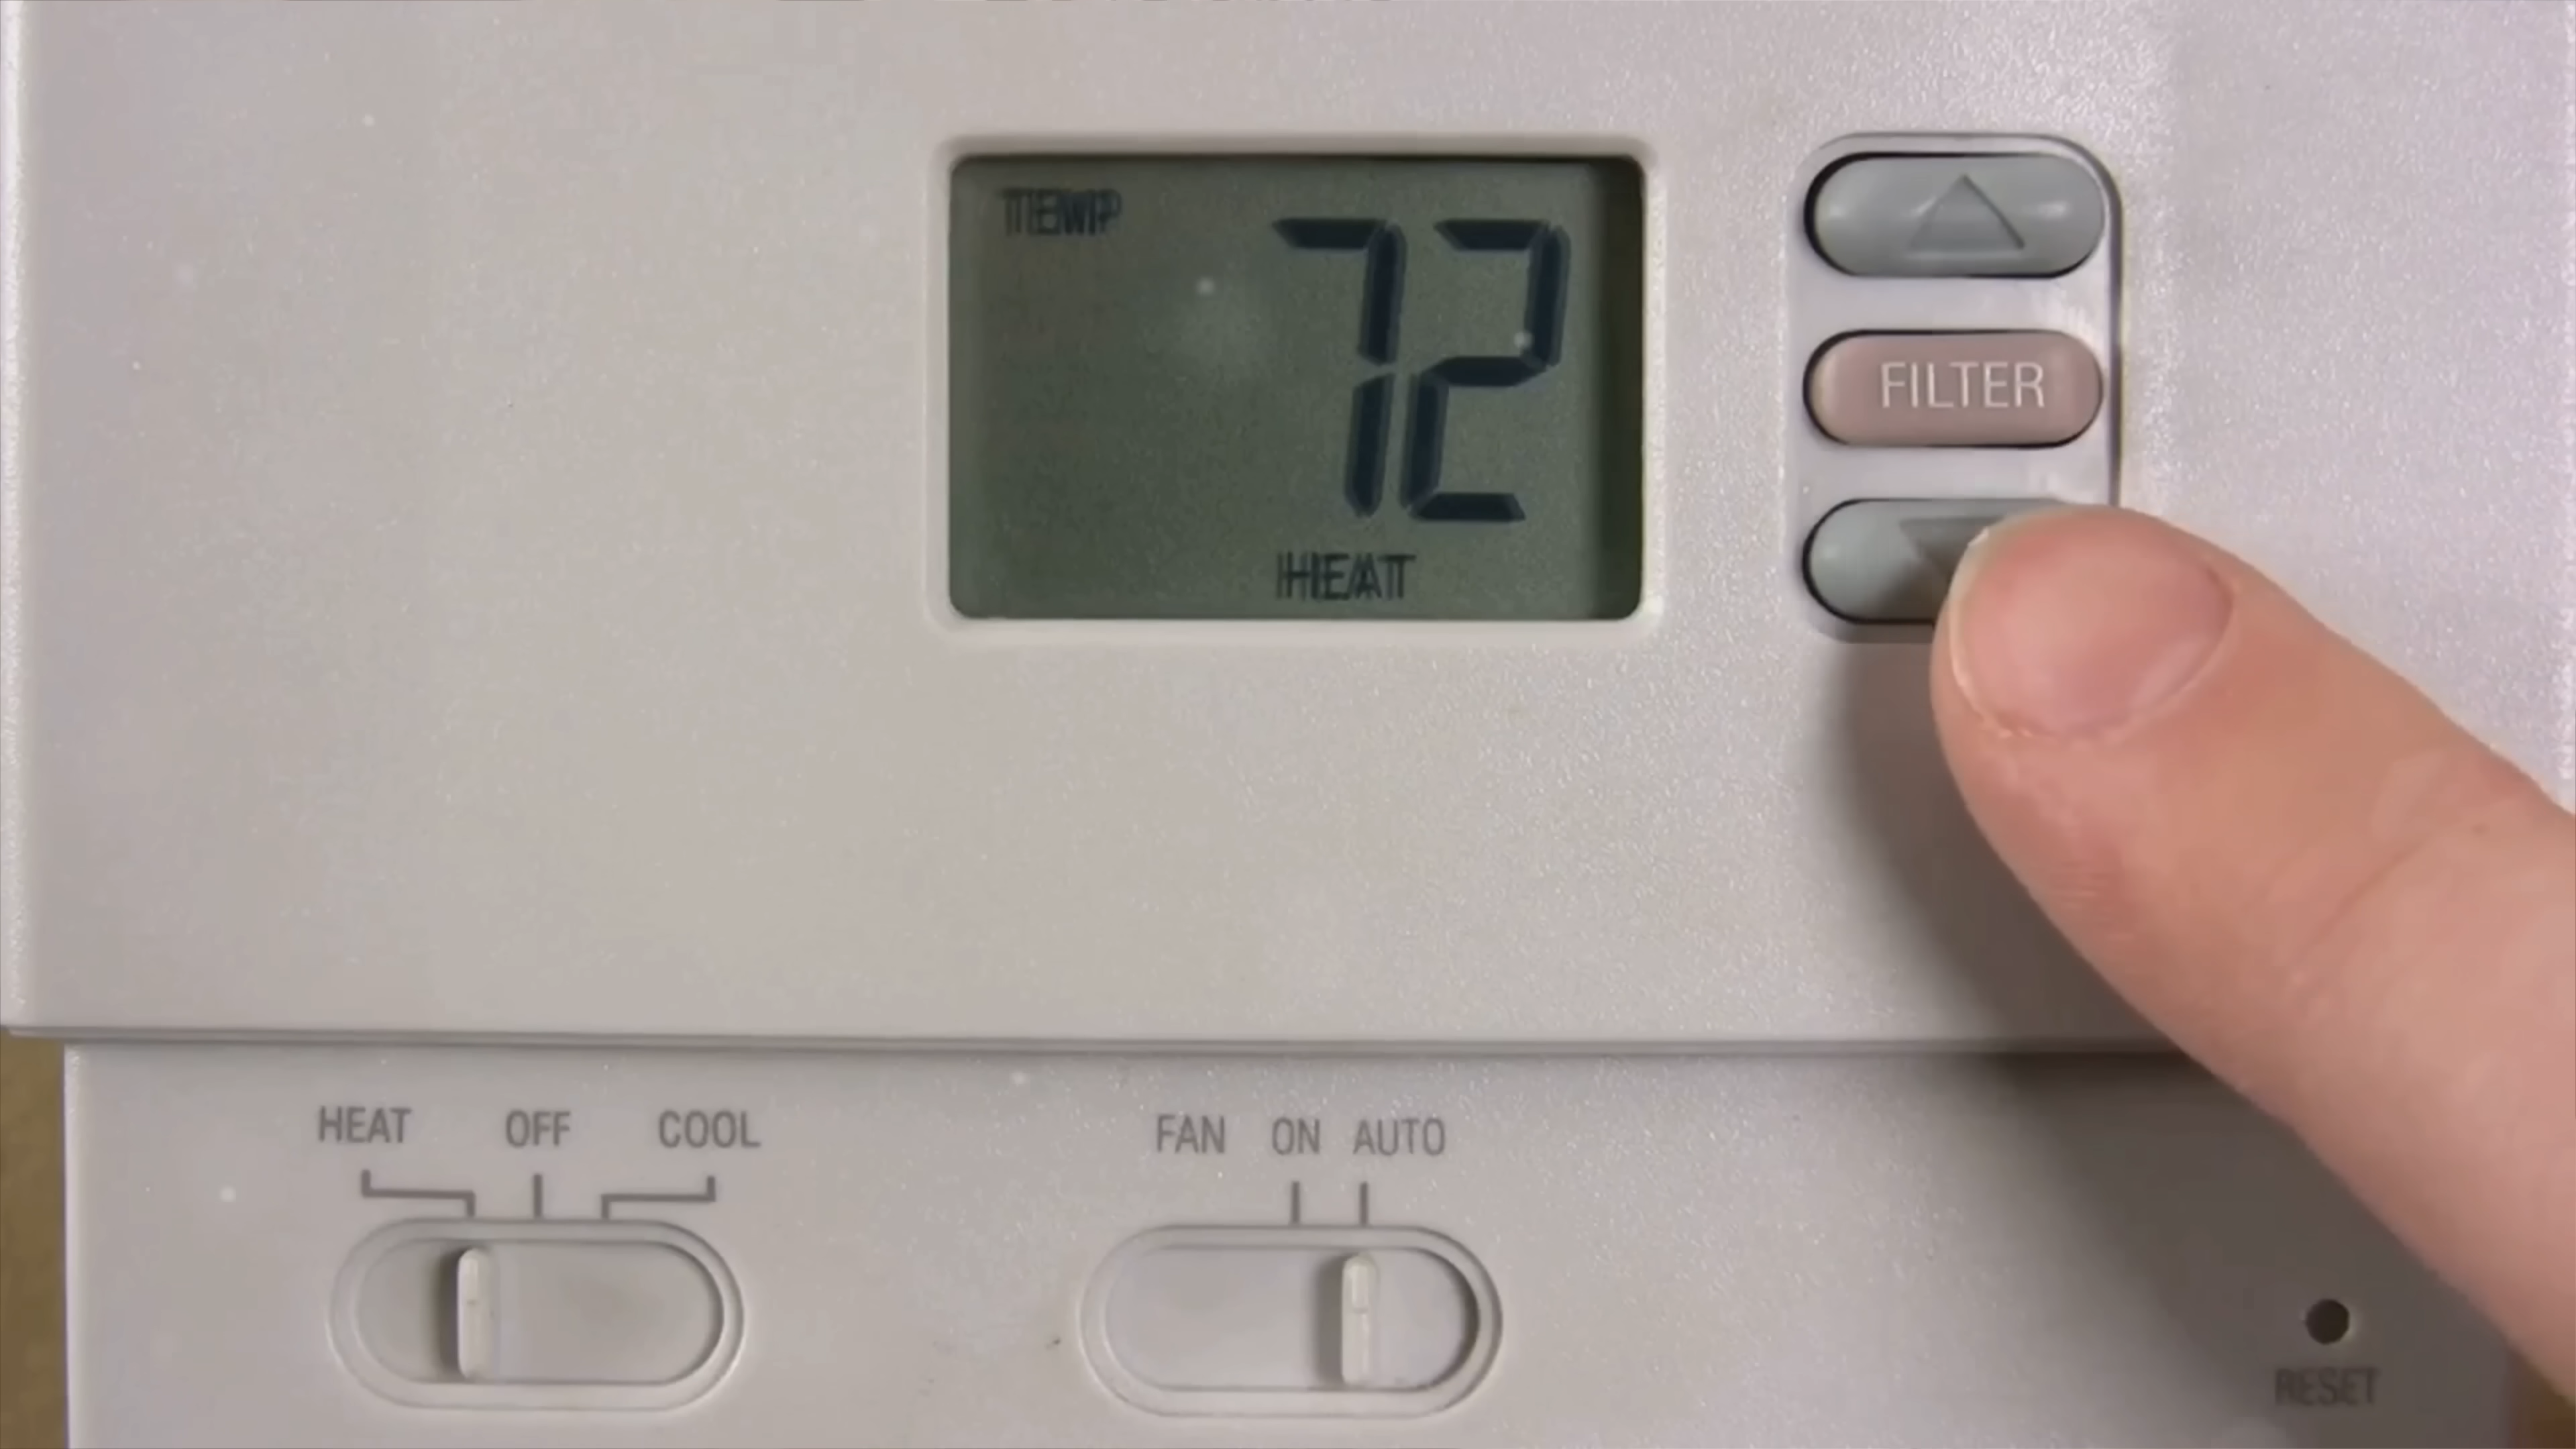 TEMP
72
HEAT
FILTER
HEAT OFF COOL
FAN ON AUTO
RESET